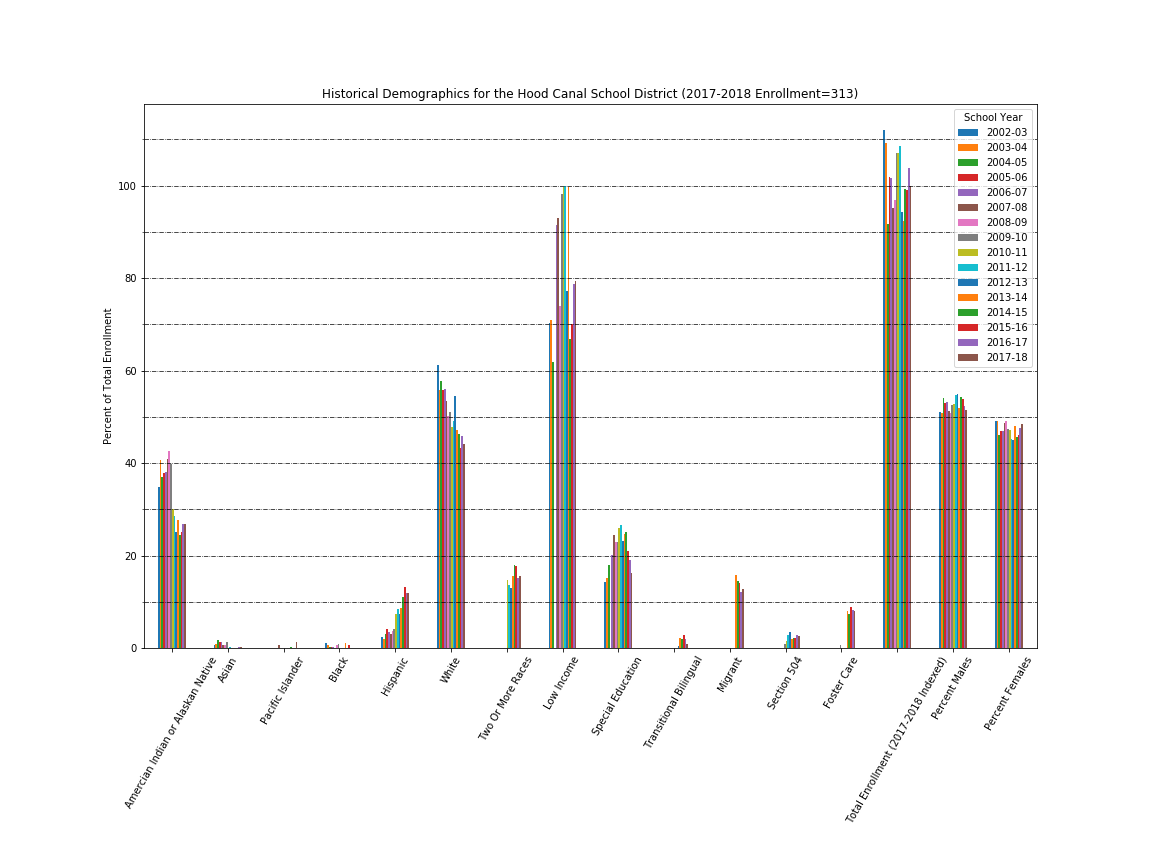 Historical Demographics for the Hood Canal School District (2017-2018 Enrollment=313)
School Year
2002-03
2003-04
2004-05
2005-06
2006-07
2007-08
2008-09
2009-10
2010-11
2011-12
2012-13
2013-14
2014-15
2015-16
2016-17
2017-18
Percent of Total Enrollment
100
80
60
40
20
0
Amercian Indian or Alaskan Native
Asian
Pacific Islander
Black
Hispanic
White
Two Or More Races
Low Income
Special Education
Transitional Bilingual
Migrant
Section 504
Foster Care
Total Enrollment (2017-2018 Indexed)
Percent Males
Percent Females